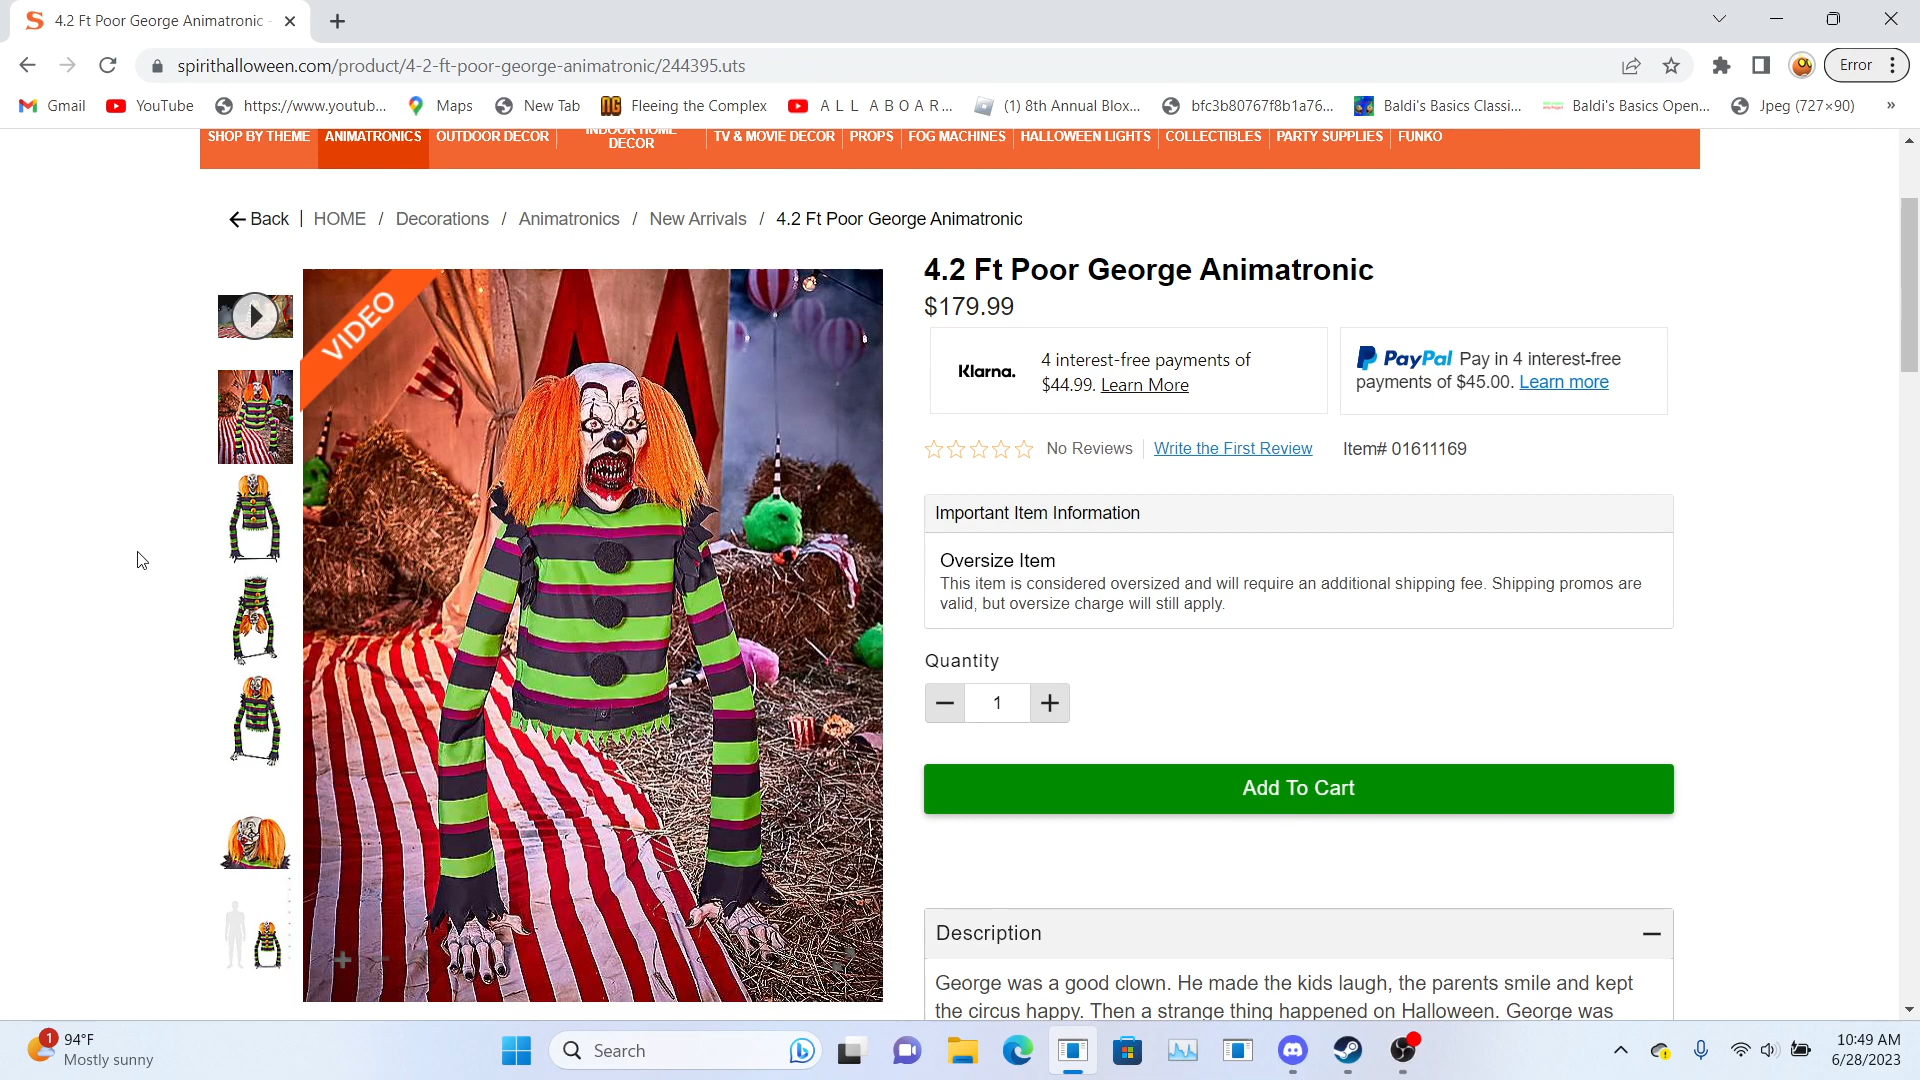 4.2 Ft Poor George Animatronic -
spirithalloween.com/product/4-2-ft-poor-george-animatronic/244395.uts
Error
Gmail
YouTube
https://www.youtub...
Maps
New Tab
Fleeing the Complex
A L L A B O A R...
(1) 8th Annual Blox...
bfc3b80767f8b1a76...
Baldi's Basics Classi...
Baldi's Basics Open...
Jpeg (727×90)
»
SHOP BY THEME
ANIMATRONICS
OUTDOOR DECOR
INDOOR HOME
DECOR
TV & MOVIE DECOR
PROPS
FOG MACHINES
HALLOWEEN LIGHTS
COLLECTIBLES
PARTY SUPPLIES
FUNKO
Back | HOME / Decorations / Animatronics / New Arrivals / 4.2 Ft Poor George Animatronic
VIDEO
4.2 Ft Poor George Animatronic
$179.99
Klarna.
4 interest-free payments of
$44.99. Learn More
PayPal Pay in 4 interest-free
payments of $45.00. Learn more
No Reviews
Write the First Review
Item# 01611169
Important Item Information
Oversize Item
This item is considered oversized and will require an additional shipping fee. Shipping promos are
valid, but oversize charge will still apply.
Quantity
1
Add To Cart
Description
George was a good clown. He made the kids laugh, the parents smile and kept
the circus happy. Then a strange thing happened on Halloween. George was
1
94°F
Mostly sunny
Search
10:49 AM
6/28/2023